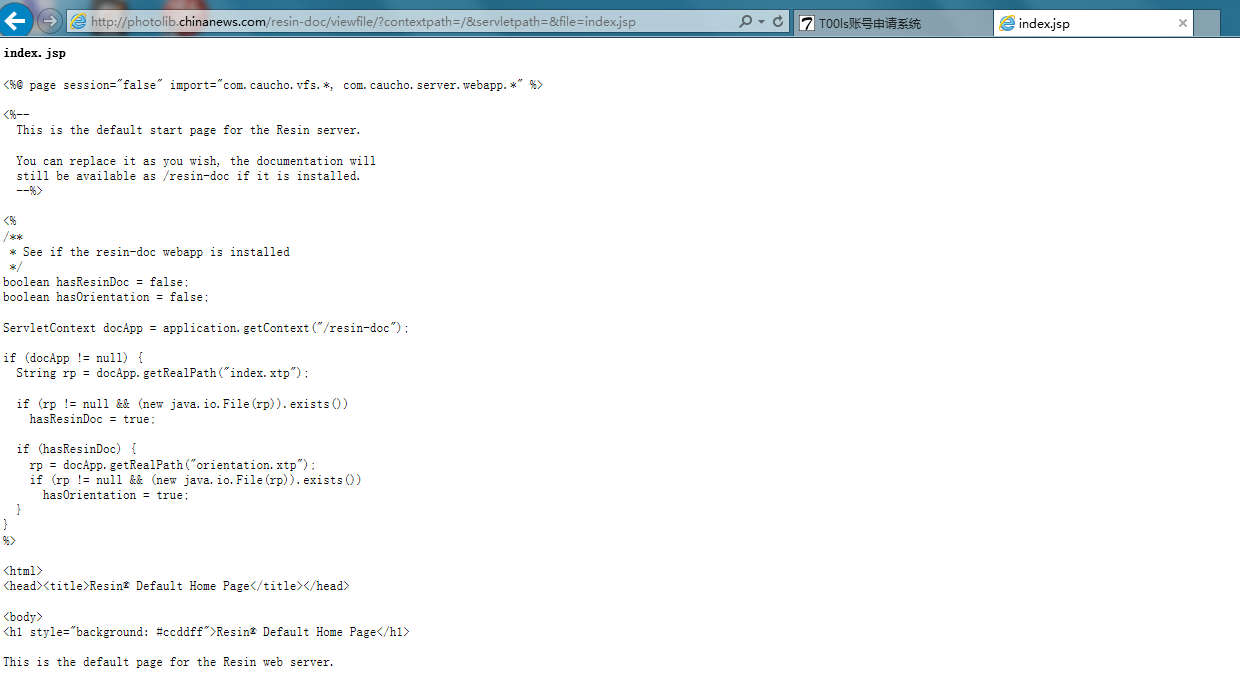 http://photolib.chinanews.com/resin-doc/viewfile/?contextpath=/&servletpath=&file=index.jsp
T00ls账号申请系统
index.jsp
index.jsp
<%@ page session="false" import="com.caucho.vfs.*, com.caucho.server.webapp.*" %>
<%--
This is the default start page for the Resin server.
You can replace it as you wish, the documentation will
still be available as /resin-doc if it is installed.
--%>
<%
/**
* See if the resin-doc webapp is installed
*/
boolean hasResinDoc = false;
boolean hasOrientation = false;
ServletContext docApp = application.getContext("/resin-doc");
if (docApp != null) {
String rp = docApp.getRealPath("index.xtp");
if (rp != null && (new java.io.File(rp)).exists())
hasResinDoc = true;
if (hasResinDoc) {
rp = docApp.getRealPath("orientation.xtp");
if (rp != null && (new java.io.File(rp)).exists())
hasOrientation = true;
}
}
%>
<html>
<head><title>Resin® Default Home Page</title></head>
<body>
<h1 style="background: #ccddff">Resin® Default Home Page</h1>
This is the default page for the Resin web server.